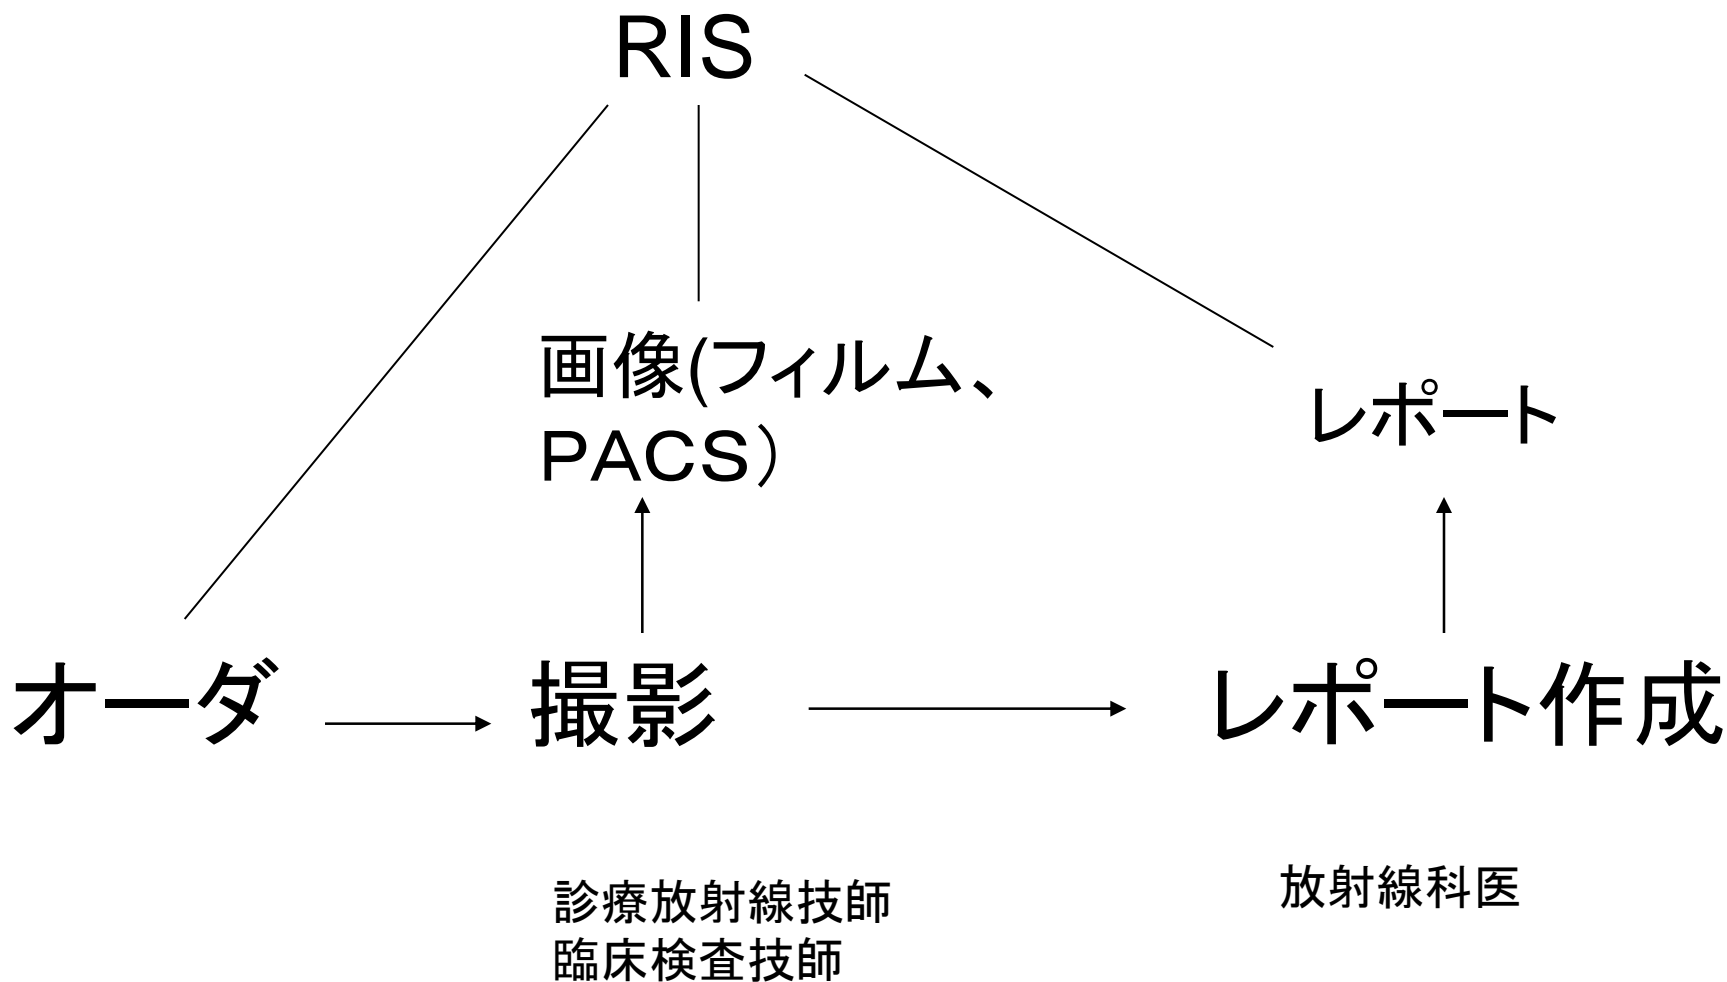 RIS
画像(フィルム、
PACS）
レポート
オーダ
撮影
レポート作成
診療放射線技師
臨床検査技師
放射線科医